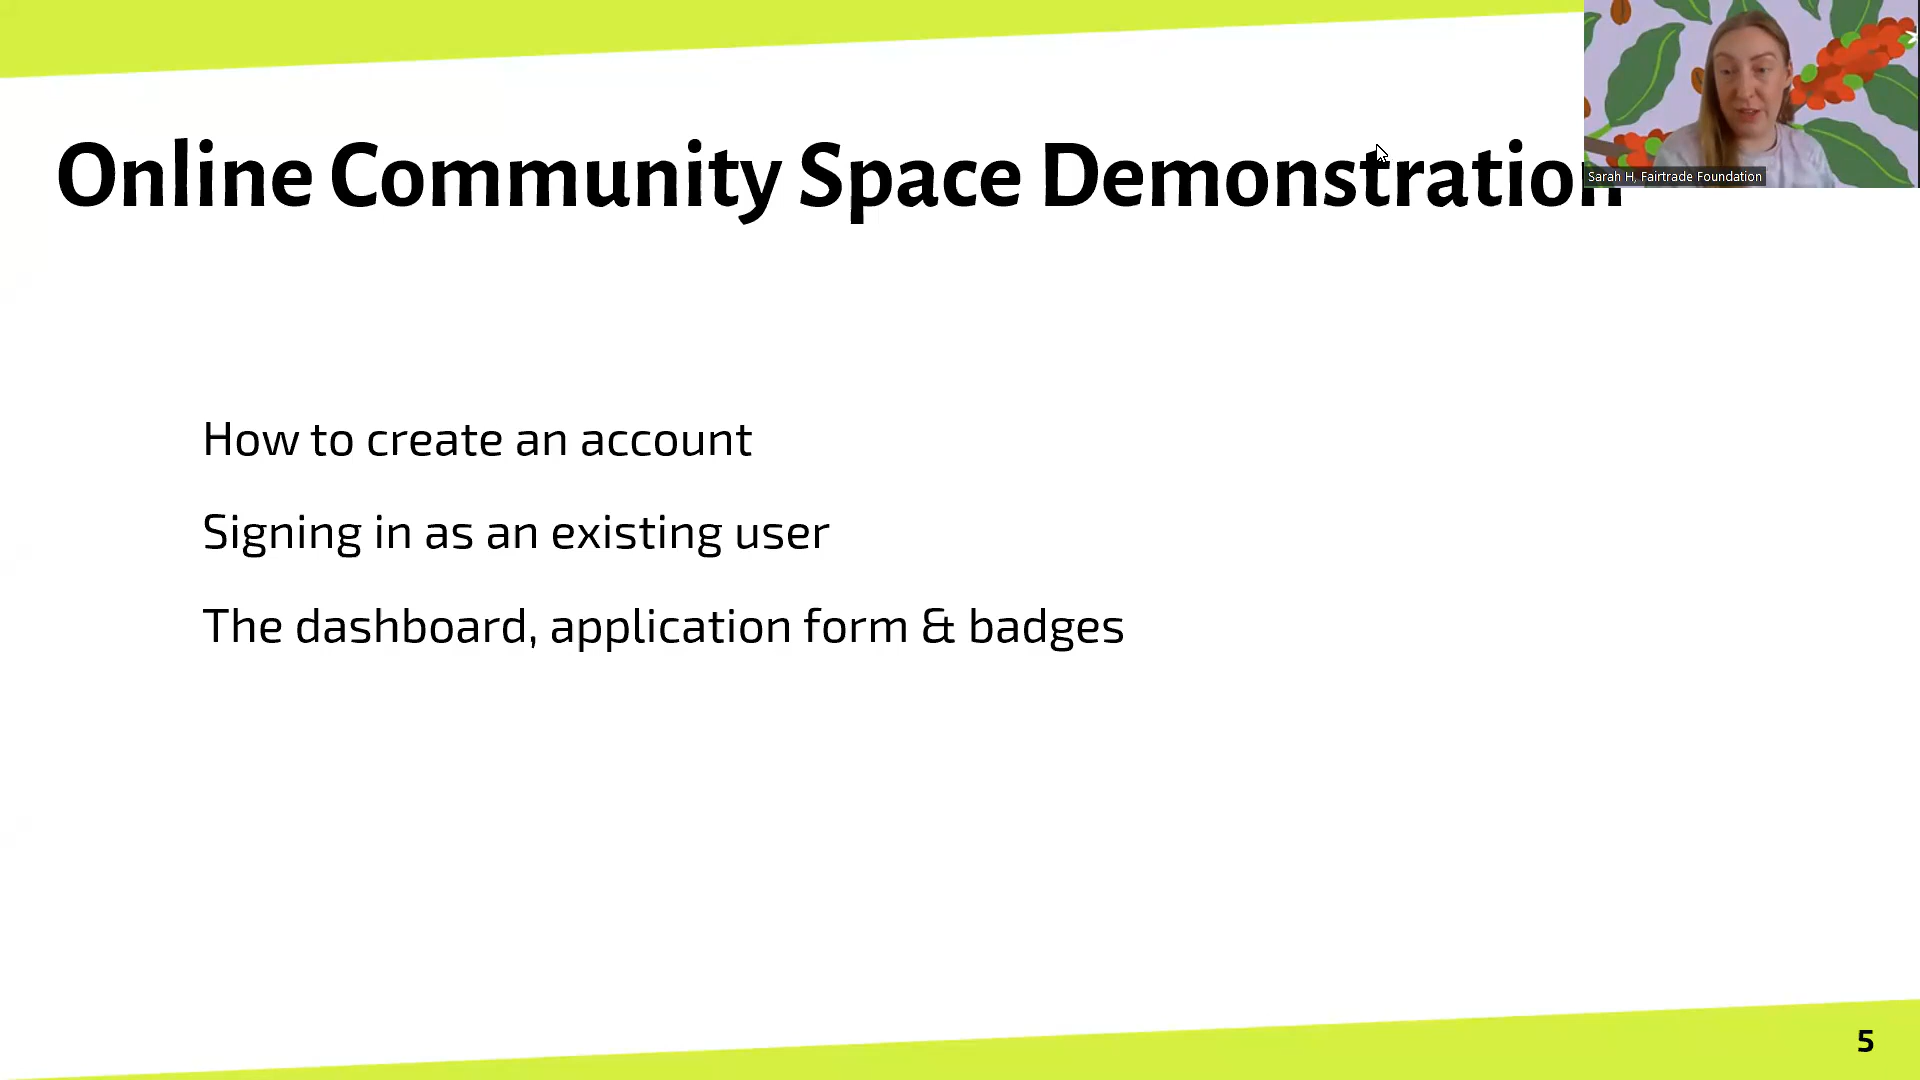 Online Community Space Demonstration
Sarah H, Fairtrade Foundation
How to create an account
Signing in as an existing user
The dashboard, application form & badges
5